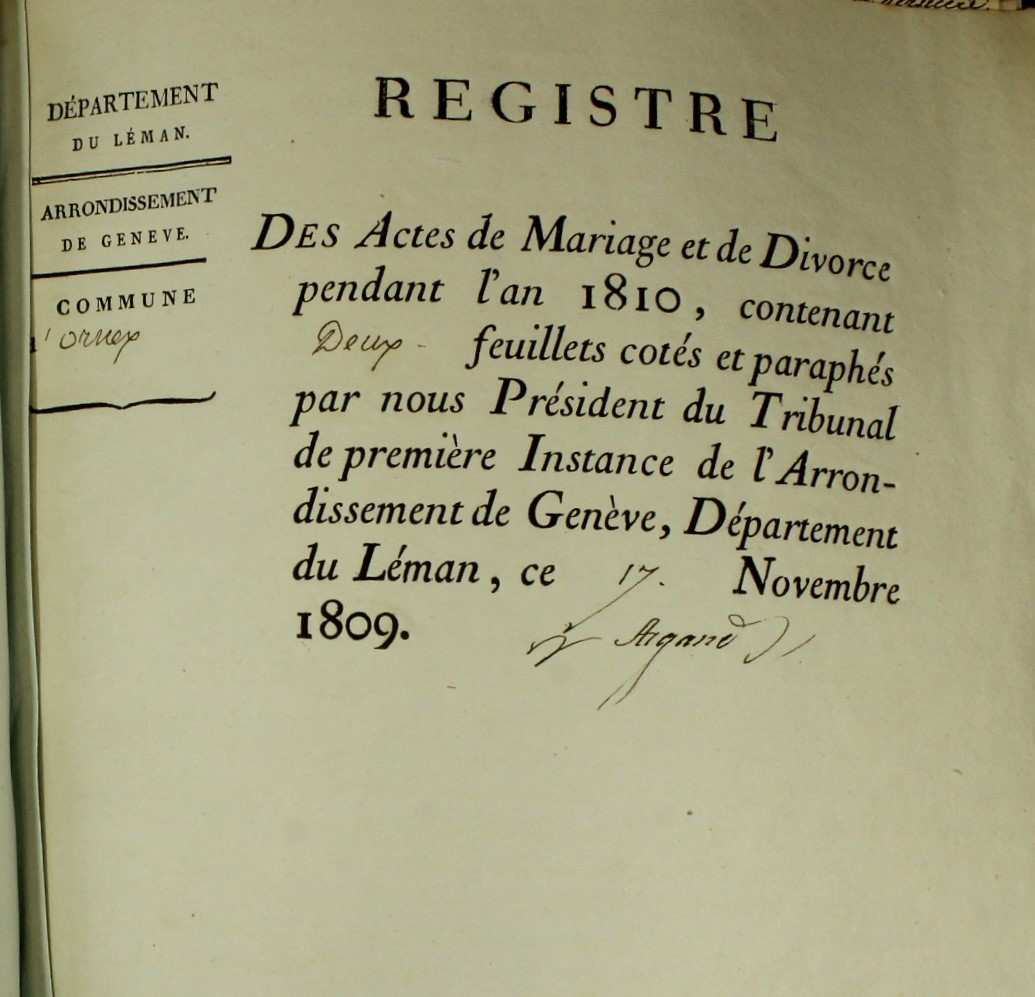 DÉPARTEMENT
DU LÉMAN.
ARRONDISSEMENT
DE GENEVE.
COMMUNE
d'ornex
REGISTRE
DES Actes de Mariage et de Divorce
pendant l'an 1810, contenant
Deux - feuillets cotés et paraphés
par nous Président du Tribunal
de première Instance de l'Arron-
dissement de Genève, Département
du Léman, ce 17. Novembre
1809.
Argand